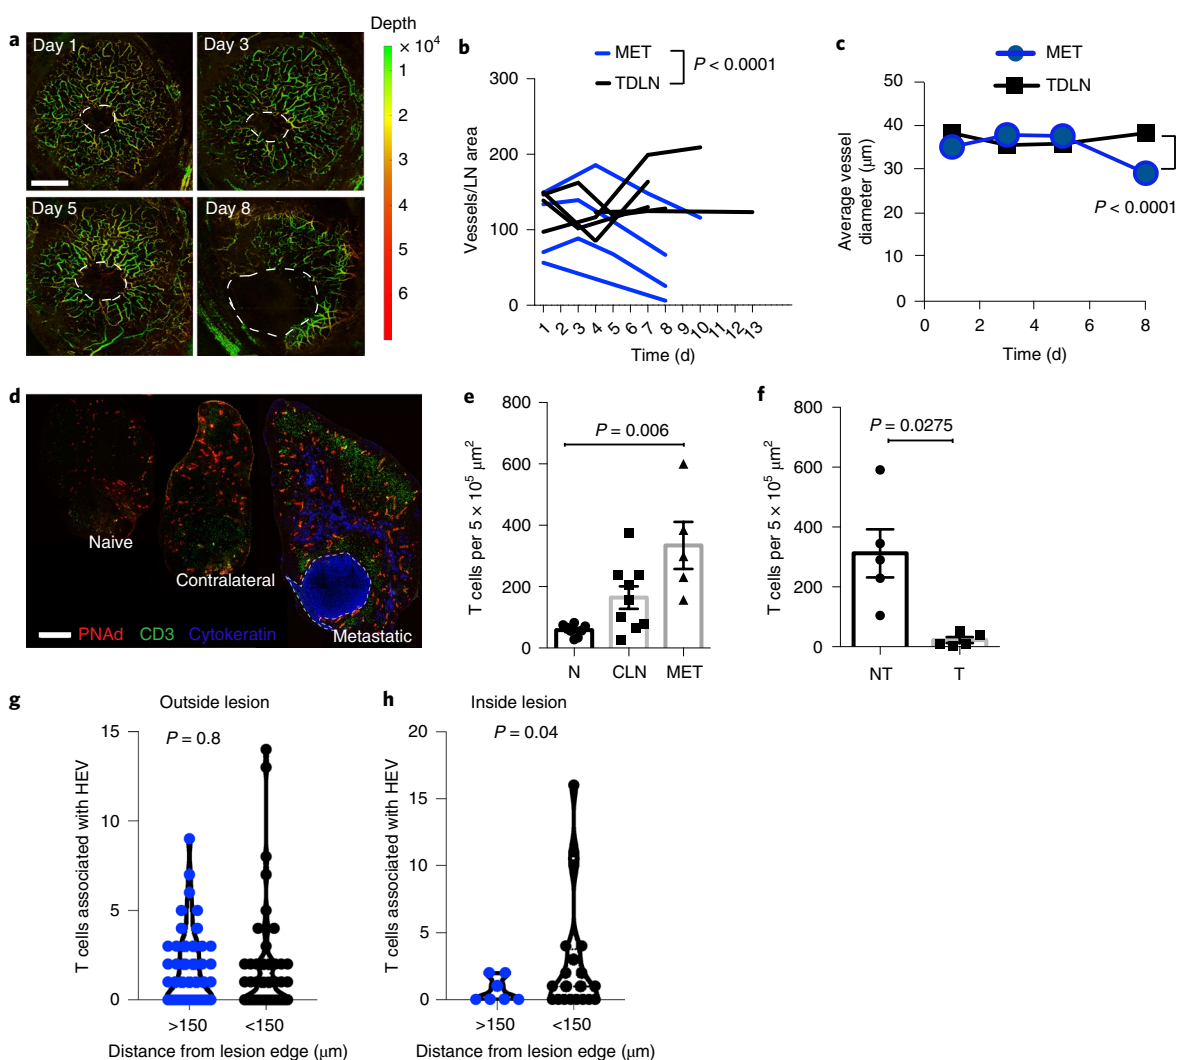 a
Day 1
Day 3
Day 5
Day 8
Depth
× 10⁴
1
2
3
4
5
6
b
MET
TDLN
P < 0.0001
Vessels/LN area
300
200
100
0
1 2 3 4 5 6 7 8 9 10 11 12 13
Time (d)
c
MET
TDLN
Average vessel
diameter (μm)
50
40
30
20
10
0
P < 0.0001
0 2 4 6 8
Time (d)
d
Naive
Contralateral
Metastatic
PNAd CD3 Cytokeratin
e
T cells per 5 × 10⁵ μm²
800
600
400
200
0
P = 0.006
N CLN MET
f
T cells per 5 × 10⁵ μm²
800
600
400
200
0
P = 0.0275
NT T
g
Outside lesion
P = 0.8
T cells associated with HEV
15
10
5
0
>150 <150
Distance from lesion edge (μm)
h
Inside lesion
P = 0.04
T cells associated with HEV
20
15
10
5
0
>150 <150
Distance from lesion edge (μm)